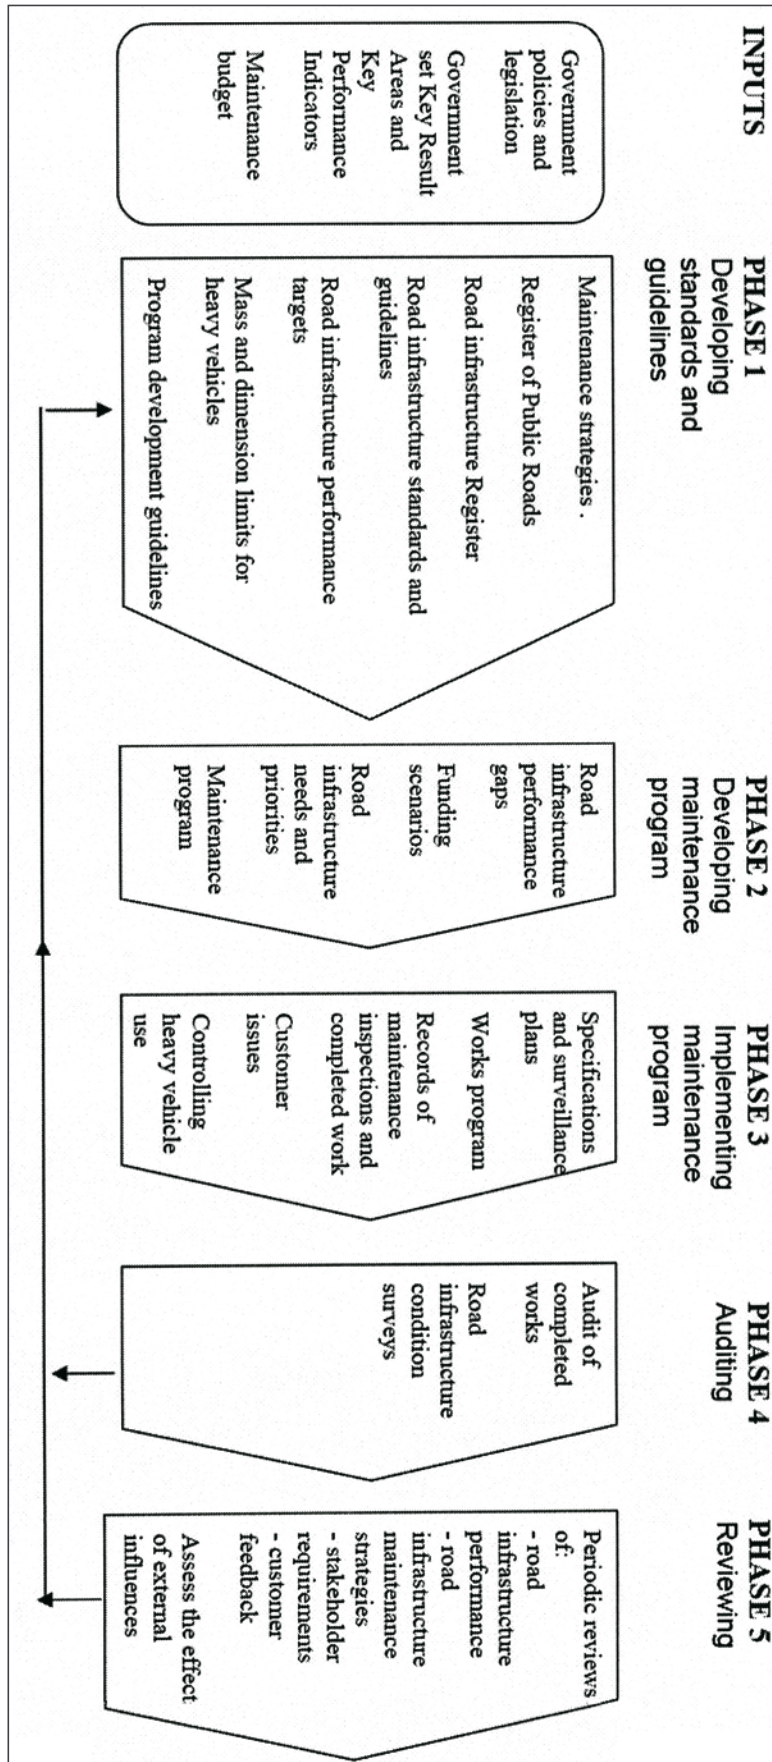 INPUTS
Government
policies and
legislation
Government
set Key Result
Areas and
Key
Performance
Indicators
Maintenance
budget
PHASE 1
Developing
standards and
guidelines
Maintenance strategies .
Register of Public Roads
Road infrastructure Register
Road infrastructure standards and
guidelines
Road infrastructure performance
targets
Mass and dimension limits for
heavy vehicles
Program development guidelines
PHASE 2
Developing
maintenance
program
Road
infrastructure
performance
gaps
Funding
scenarios
Road
infrastructure
needs and
priorities
Maintenance
program
PHASE 3
Implementing
maintenance
program
Specifications
and surveillance
plans
Works program
Records of
maintenance
inspections and
completed work
Customer
issues
Controlling
heavy vehicle
use
PHASE 4
Auditing
Audit of
completed
works
Road
infrastructure
condition
surveys
PHASE 5
Reviewing
Periodic reviews
of:
- road
infrastructure
performance
- road
infrastructure
maintenance
strategies
- stakeholder
requirements
- customer
feedback
Assess the effect
of external
influences